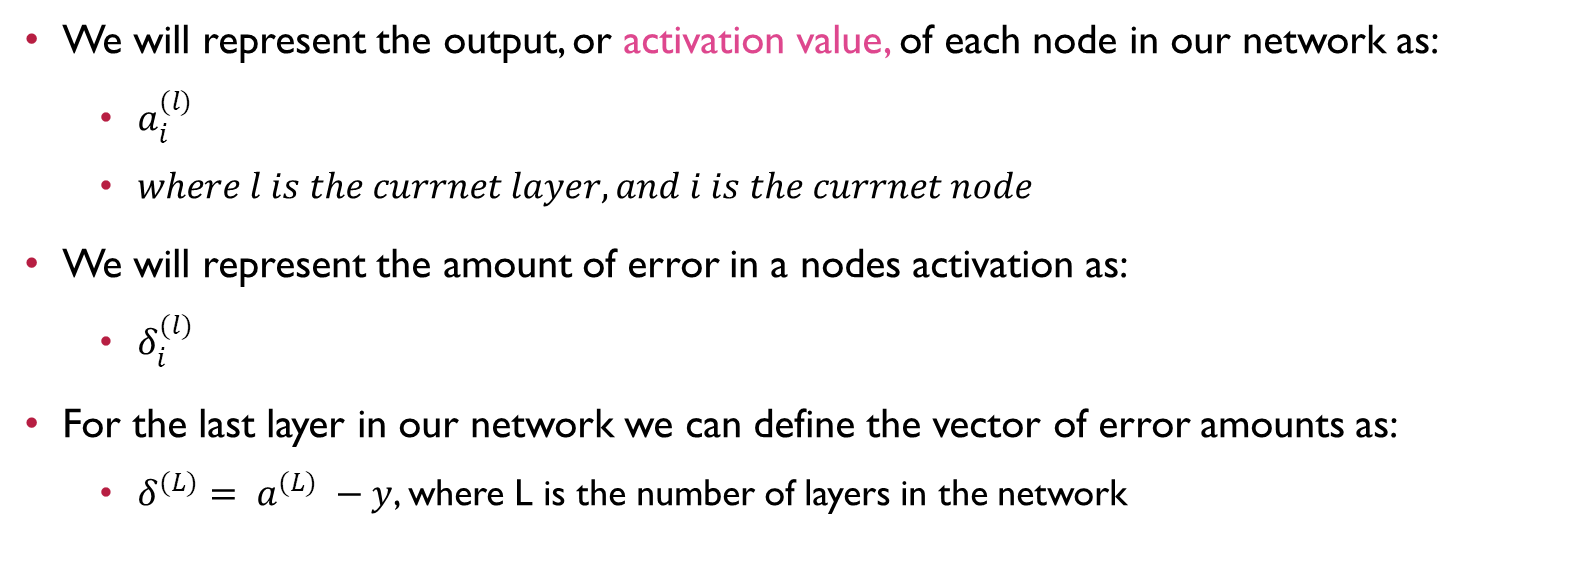 • We will represent the output, or activation value, of each node in our network as:
• a_i^{(l)}
• where l is the currnet layer, and i is the currnet node
• We will represent the amount of error in a nodes activation as:
• δ_i^{(l)}
• For the last layer in our network we can define the vector of error amounts as:
• δ^{(L)} = a^{(L)} − y, where L is the number of layers in the network